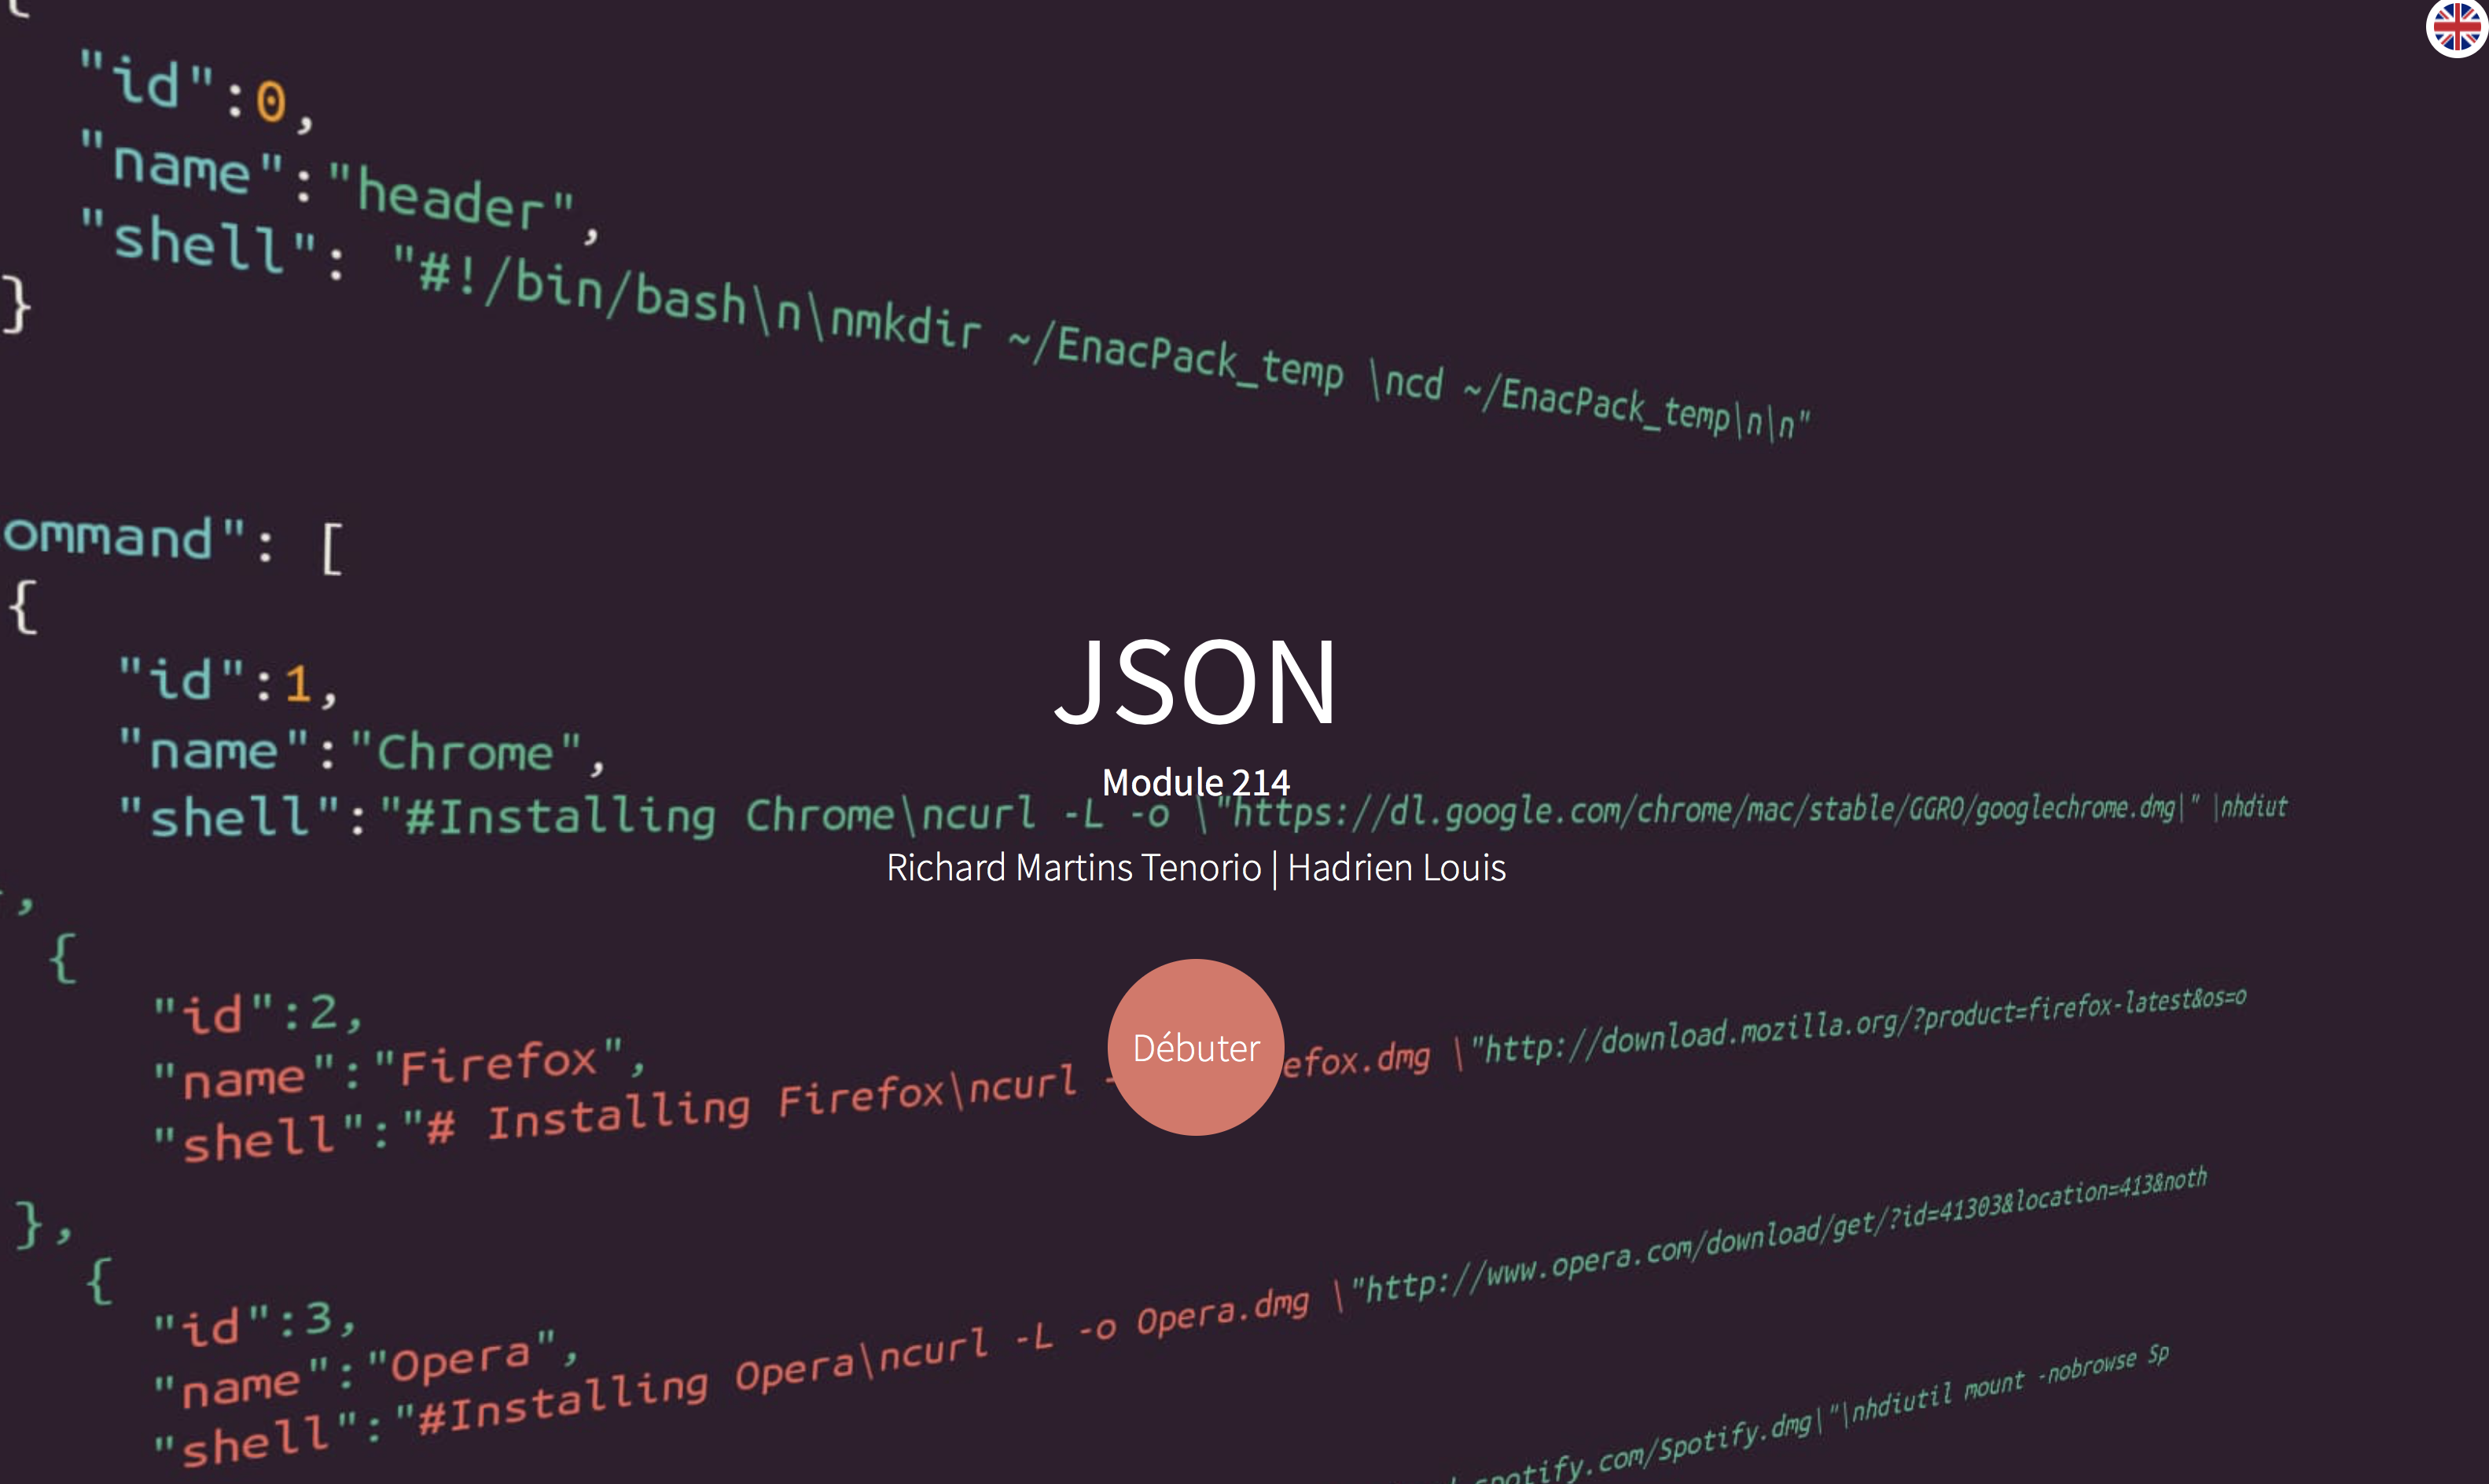 {
"id":0,
"name":"header",
"shell": "#!/bin/bash\n\nmkdir ~/EnacPack_temp \ncd ~/EnacPack_temp\n\n"
}
ommand": [
{
"id":1,
"name":"Chrome",
"shell":"#Installing Chrome\ncurl -L -o \"https://dl.google.com/chrome/mac/stable/GGRO/googlechrome.dmg\" \nhdiut
JSON
Module 214
Richard Martins Tenorio | Hadrien Louis
Débuter
,
{
"id":2,
"name":"Firefox",
"shell":"# Installing Firefox\ncurl - efox.dmg \"http://download.mozilla.org/?product=firefox-latest&os=o
},
{
"id":3,
"name":"Opera",
"shell":"#Installing Opera\ncurl -L -o Opera.dmg \"http://www.opera.com/download/get/?id=41303&location=413&noth
spotify.com/Spotify.dmg\"\nhdiutil mount -nobrowse Sp